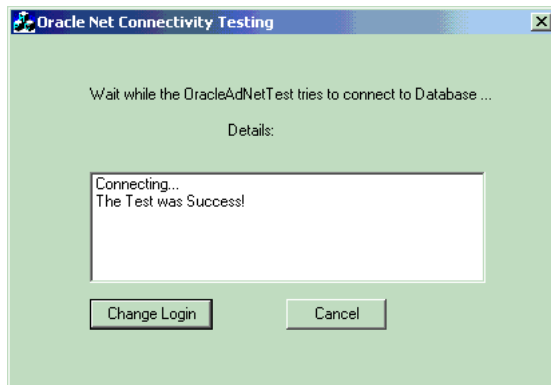 Oracle Net Connectivity Testing
Wait while the OracleAdNetTest tries to connect to Database ...
Details:
Connecting...
The Test was Success!
Change Login
Cancel